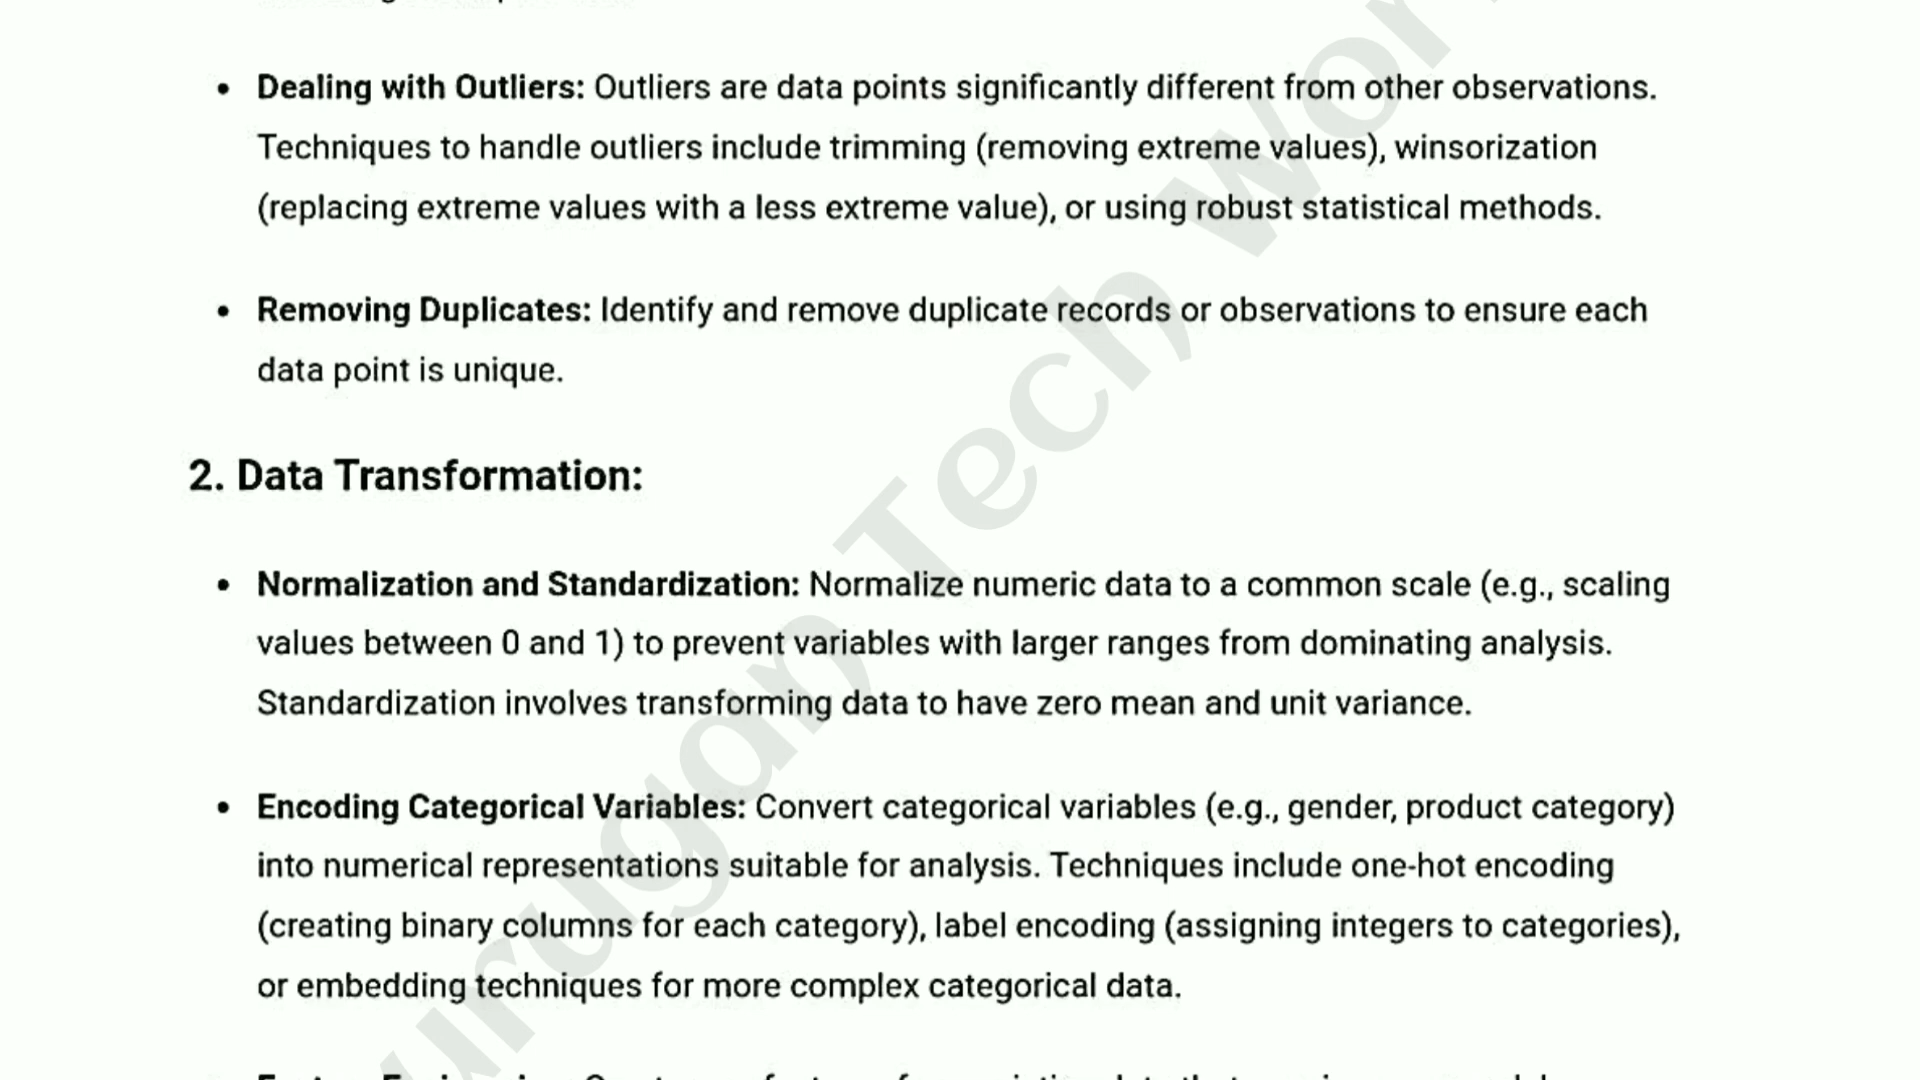 • Dealing with Outliers: Outliers are data points significantly different from other observations.
Techniques to handle outliers include trimming (removing extreme values), winsorization
(replacing extreme values with a less extreme value), or using robust statistical methods.
• Removing Duplicates: Identify and remove duplicate records or observations to ensure each
data point is unique.
2. Data Transformation:
• Normalization and Standardization: Normalize numeric data to a common scale (e.g., scaling
values between 0 and 1) to prevent variables with larger ranges from dominating analysis.
Standardization involves transforming data to have zero mean and unit variance.
• Encoding Categorical Variables: Convert categorical variables (e.g., gender, product category)
into numerical representations suitable for analysis. Techniques include one-hot encoding
(creating binary columns for each category), label encoding (assigning integers to categories),
or embedding techniques for more complex categorical data.
urugan Tech wor